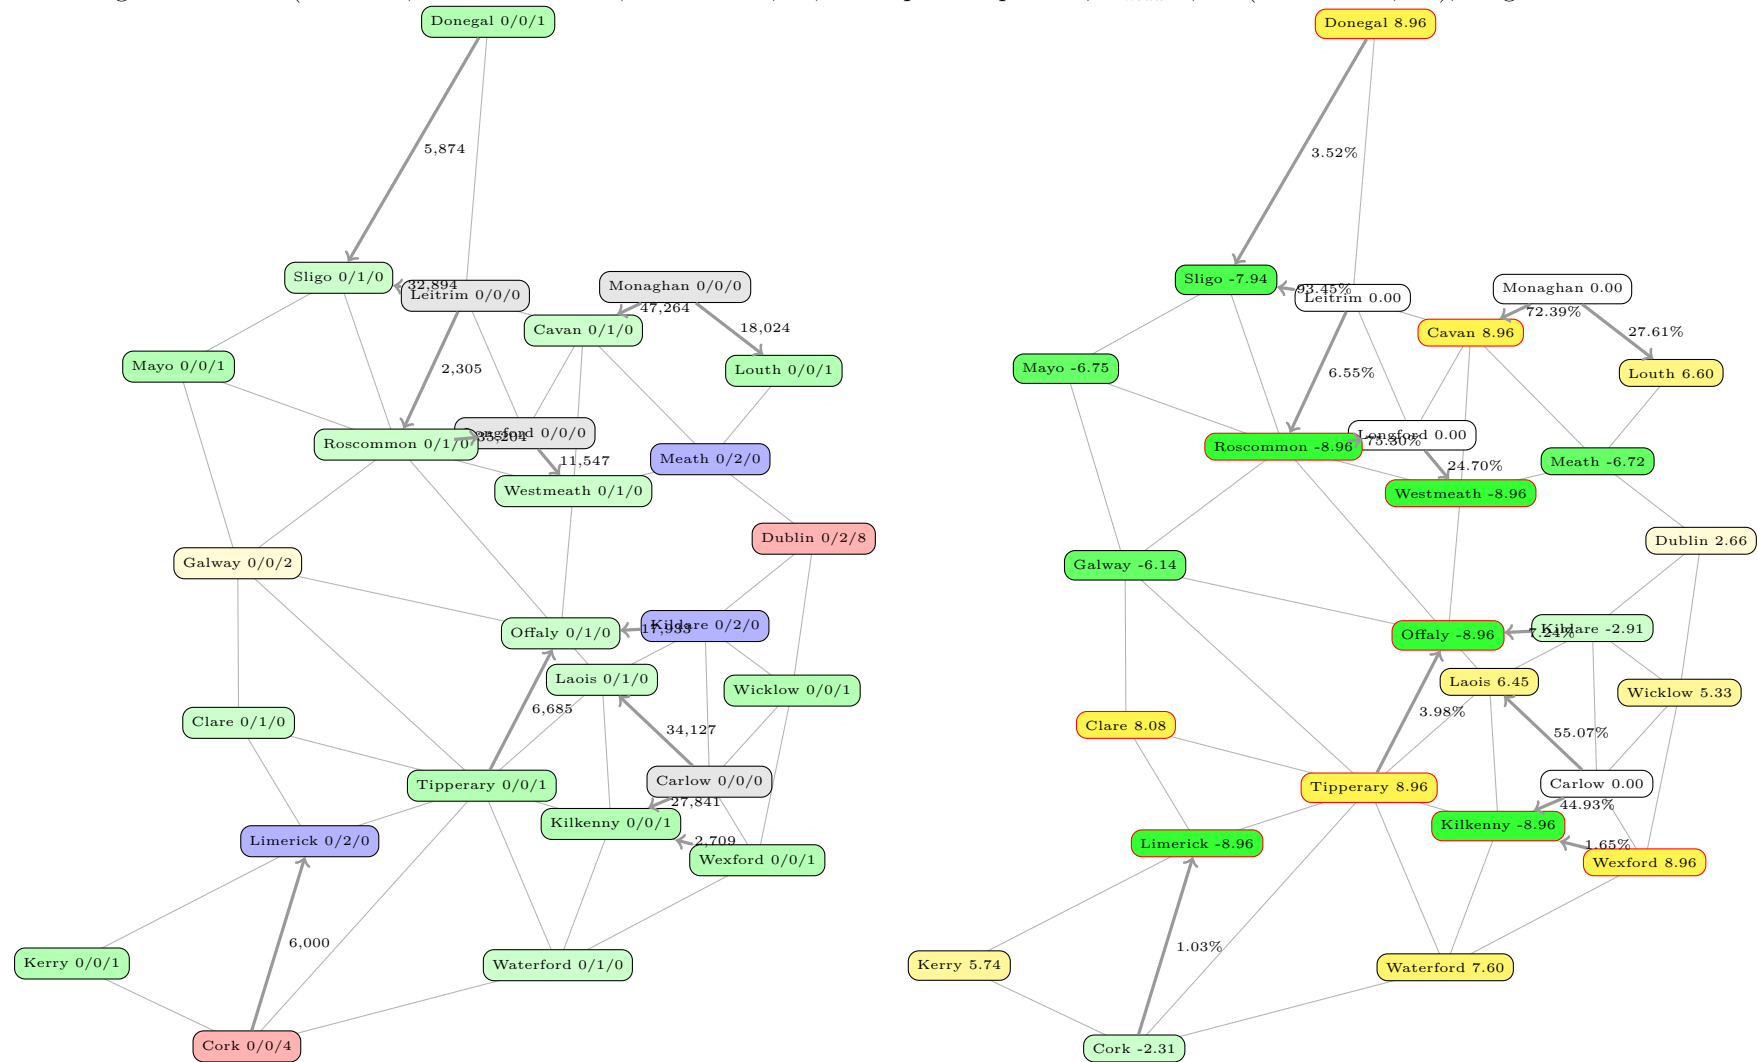 Donegal 0/0/1
5,874
Sligo 0/1/0
32,894
Leitrim 0/0/0
Monaghan 0/0/0
47,264
18,024
Cavan 0/1/0
Mayo 0/0/1
2,305
Louth 0/0/1
Roscommon 0/1/0
35,204
Longford 0/0/0
11,547
Meath 0/2/0
Westmeath 0/1/0
Dublin 0/2/8
Galway 0/0/2
Offaly 0/1/0
17,933
Kildare 0/2/0
Laois 0/1/0
Wicklow 0/0/1
6,685
34,127
Clare 0/1/0
Tipperary 0/0/1
Carlow 0/0/0
27,841
Kilkenny 0/0/1
2,709
Limerick 0/2/0
Wexford 0/0/1
6,000
Kerry 0/0/1
Waterford 0/1/0
Cork 0/0/4
Donegal 8.96
3.52%
Sligo -7.94
93.45%
Leitrim 0.00
Monaghan 0.00
72.39%
27.61%
Cavan 8.96
Mayo -6.75
6.55%
Louth 6.60
Roscommon -8.96
75.30%
Longford 0.00
24.70%
Meath -6.72
Westmeath -8.96
Dublin 2.66
Galway -6.14
Offaly -8.96
7.24%
Kildare -2.91
Laois 6.45
Wicklow 5.33
3.98%
55.07%
Clare 8.08
Tipperary 8.96
Carlow 0.00
44.93%
Kilkenny -8.96
1.65%
Limerick -8.96
Wexford 8.96
1.03%
Kerry 5.74
Waterford 7.60
Cork -2.31